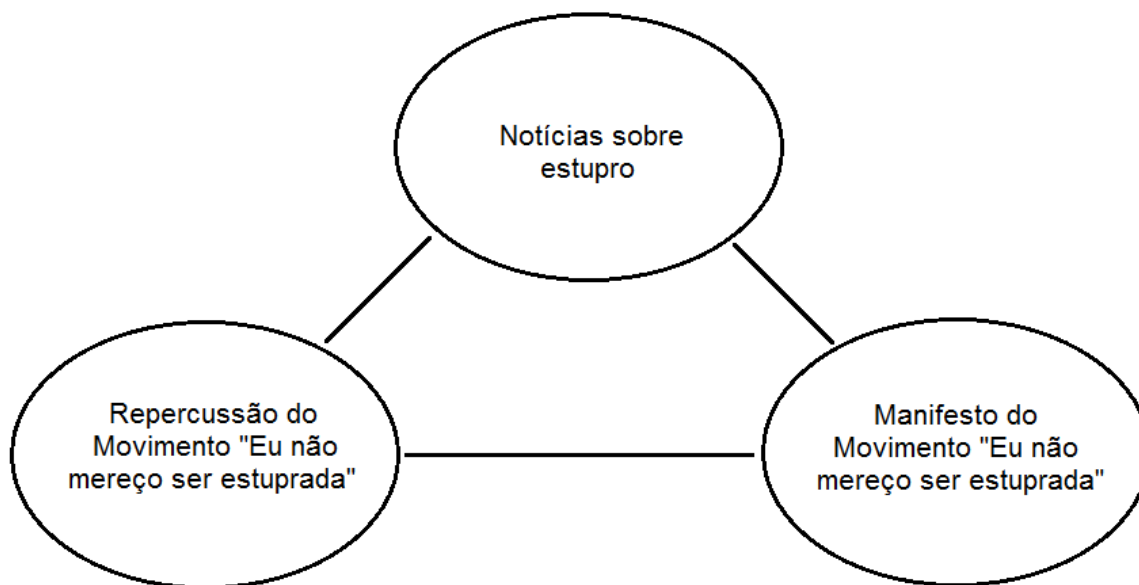 Notícias sobre
estupro
Repercussão do
Movimento "Eu não
mereço ser estuprada"
Manifesto do
Movimento "Eu não
mereço ser estuprada"